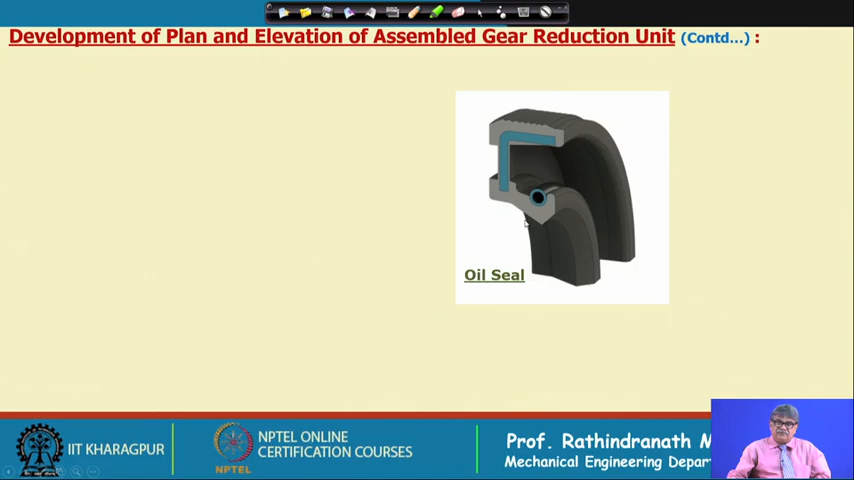 Development of Plan and Elevation of Assembled Gear Reduction Unit (Contd...) :
Oil Seal
IIT KHARAGPUR
NPTEL
NPTEL ONLINE
CERTIFICATION COURSES
Prof. Rathindranath M
Mechanical Engineering Depar